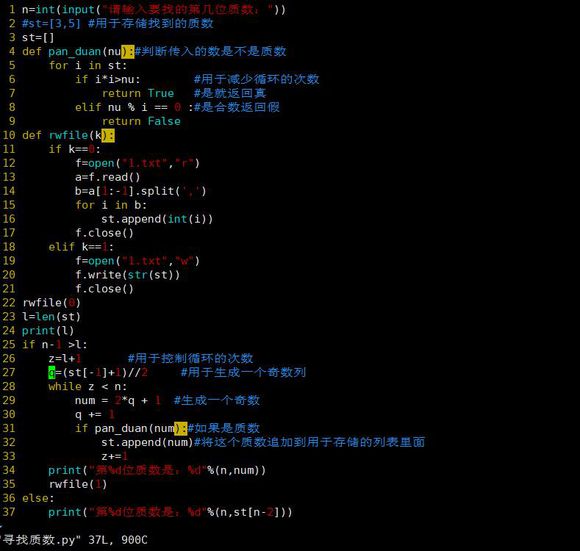 1 n=int(input("请输入要找的第几位质数："))
2 #st=[3,5] #用于存储找到的质数
3 st=[]
4 def pan_duan(nu):#判断传入的数是不是质数
5     for i in st:
6         if i*i>nu:        #用于减少循环的次数
7             return True   #是就返回真
8         elif nu % i == 0 :#是合数返回假
9             return False
10 def rwfile(k):
11     if k==0:
12         f=open("1.txt","r")
13         a=f.read()
14         b=a[1:-1].split(',')
15         for i in b:
16             st.append(int(i))
17         f.close()
18     elif k==1:
19         f=open("1.txt","w")
20         f.write(str(st))
21         f.close()
22 rwfile(0)
23 l=len(st)
24 print(l)
25 if n-1 >l:
26     z=l+1       #用于控制循环的次数
27     q=(st[-1]+1)//2     #用于生成一个奇数列
28     while z < n:
29         num = 2*q + 1  #生成一个奇数
30         q += 1
31         if pan_duan(num):#如果是质数
32             st.append(num)#将这个质数追加到用于存储的列表里面
33             z+=1
34     print("第%d位质数是：%d"%(n,num))
35     rwfile(1)
36 else:
37     print("第%d位质数是：%d"%(n,st[n-2]))
"寻找质数.py" 37L, 900C